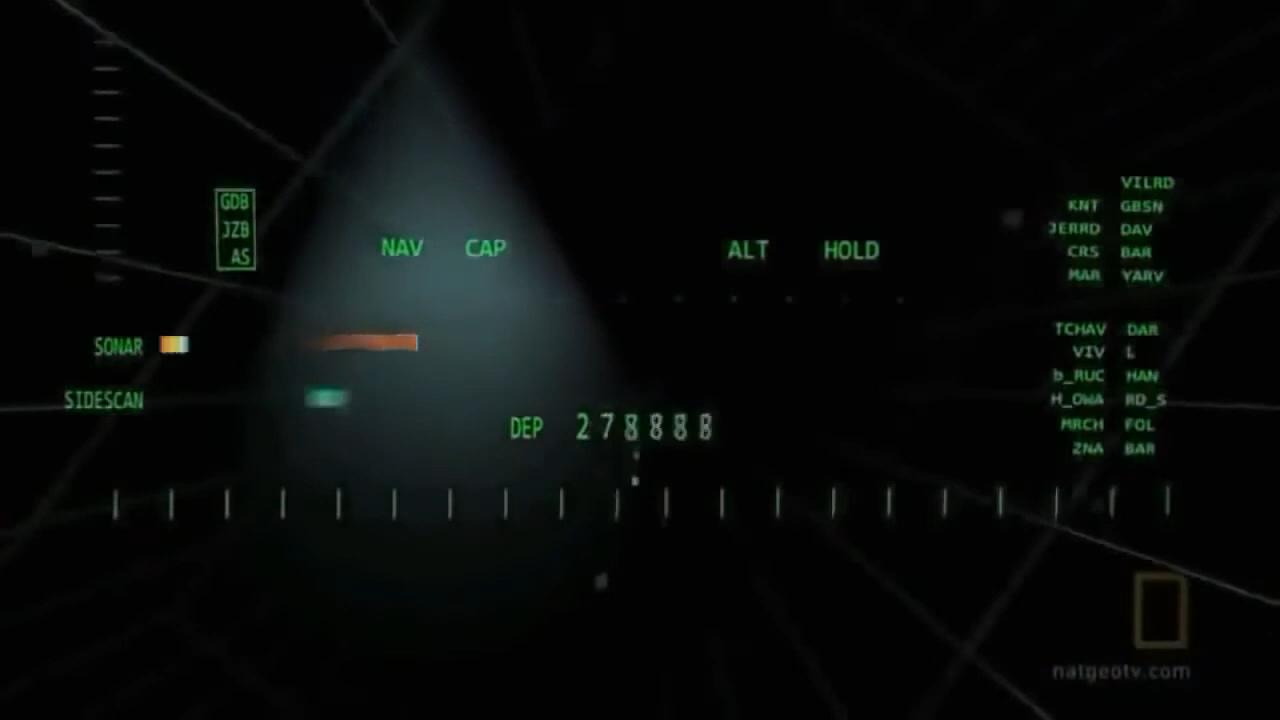 GDB
JZB
AS
NAV CAP
ALT HOLD
SONAR
SIDESCAN
DEP 278888
VILRD
KNT GBSN
JERRD DAV
CRS BAR
MAR YARV
TCHAV DAR
VIV L
b_RUC HAN
H_OWA RD_S
MRCH FOL
ZNA BAR
natgeotv.com